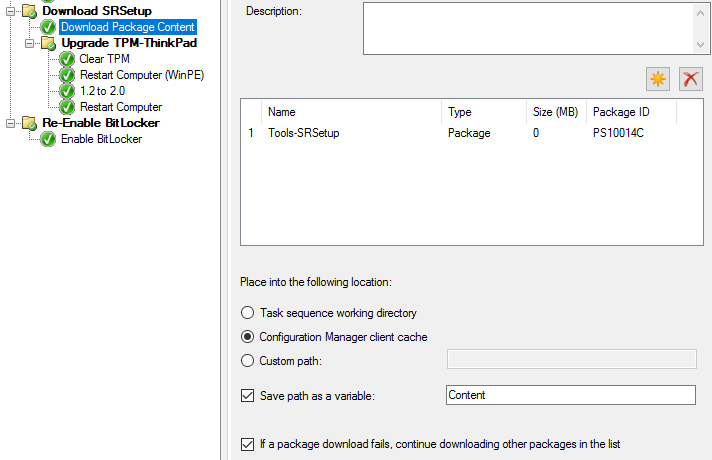 Download SRSetup
Download Package Content
Upgrade TPM-ThinkPad
Clear TPM
Restart Computer (WinPE)
1.2 to 2.0
Restart Computer
Re-Enable BitLocker
Enable BitLocker
Description:
Name Type Size (MB) Package ID
1 Tools-SRSetup Package 0 PS10014C
Place into the following location:
Task sequence working directory
Configuration Manager client cache
Custom path:
Save path as a variable: Content
If a package download fails, continue downloading other packages in the list